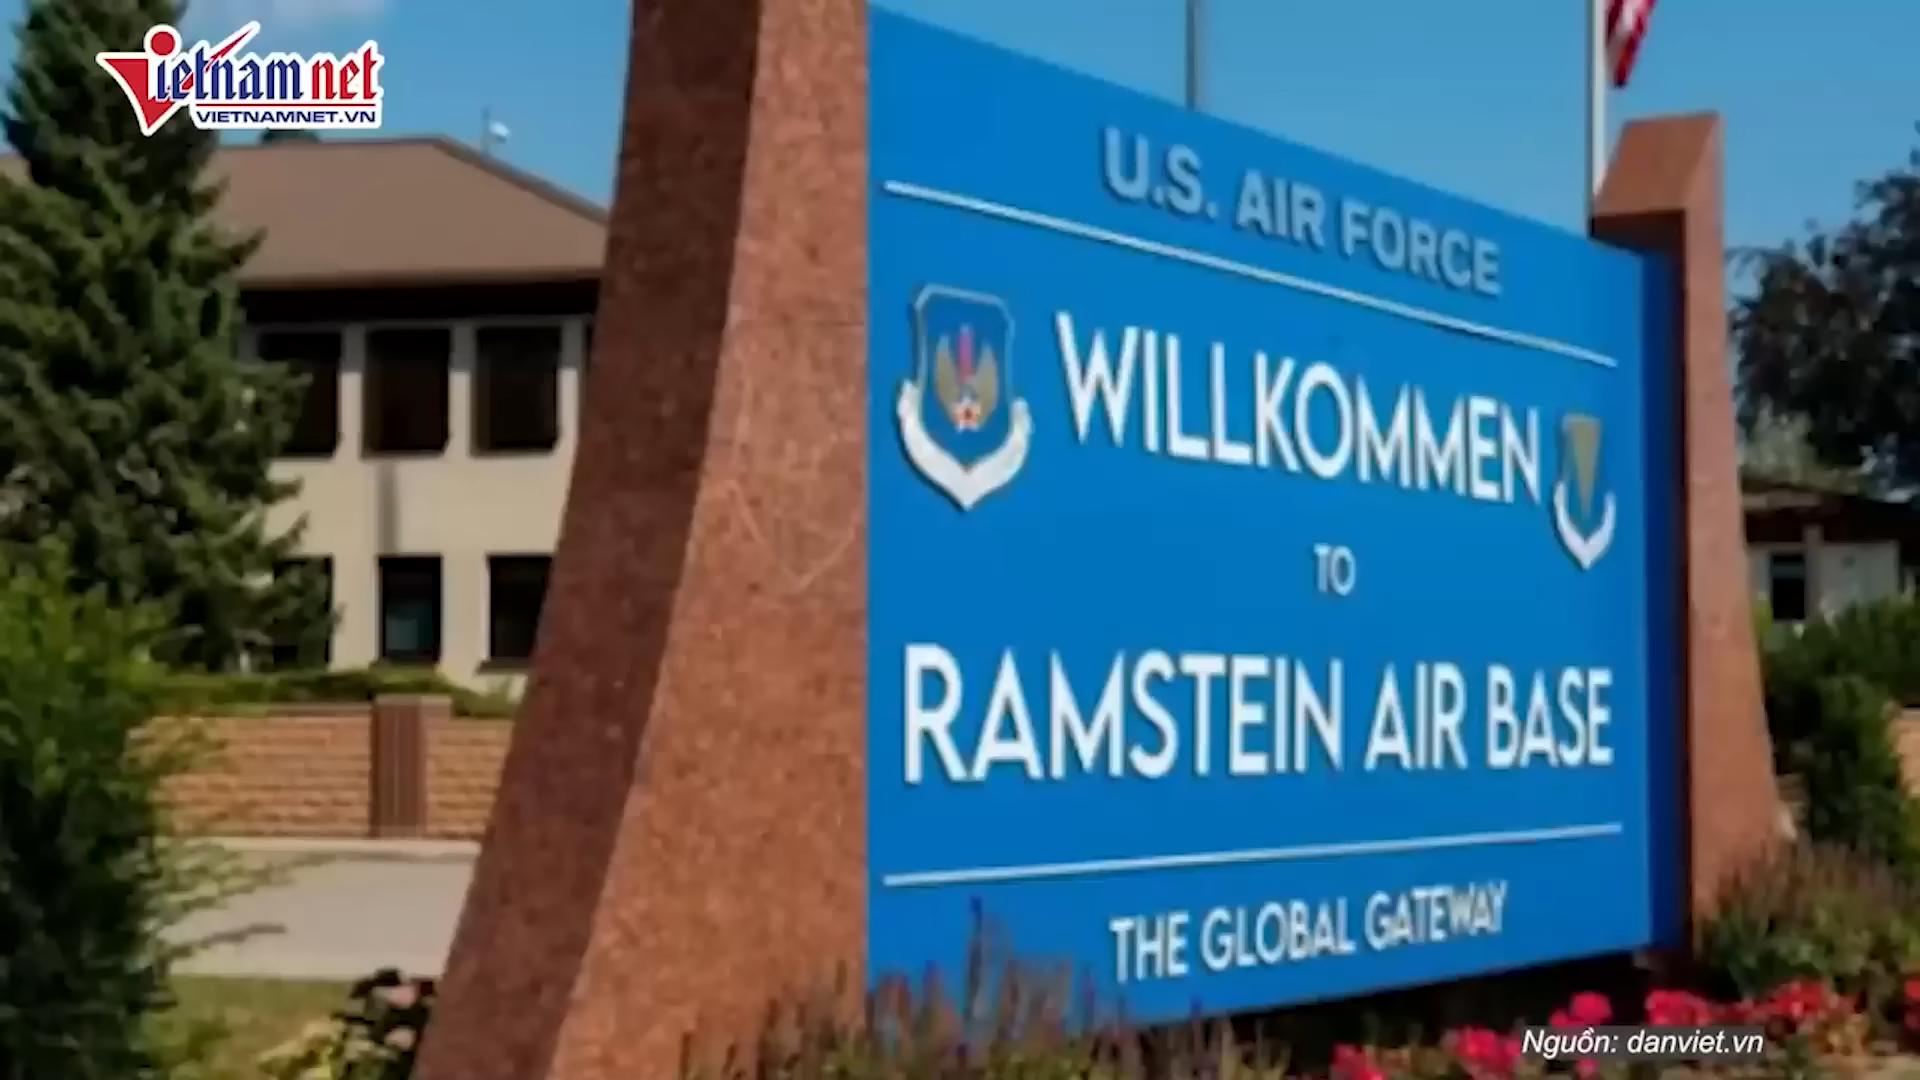 Vietnamnet
VIETNAMNET.VN
U.S. AIR FORCE
WILLKOMMEN
TO
RAMSTEIN AIR BASE
THE GLOBAL GATEWAY
Nguồn: danviet.vn